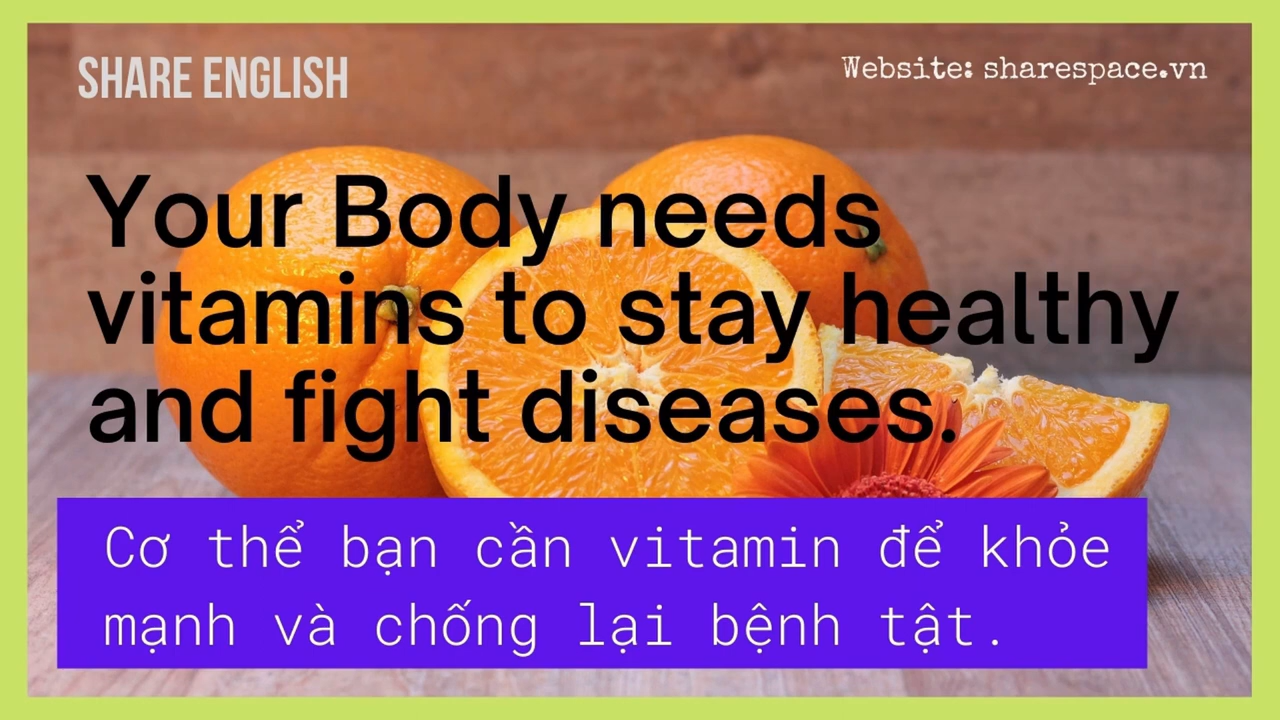 SHARE ENGLISH
Website: sharespace.vn
Your Body needs
vitamins to stay healthy
and fight diseases.
Cơ thể bạn cần vitamin để khỏe
mạnh và chống lại bệnh tật.